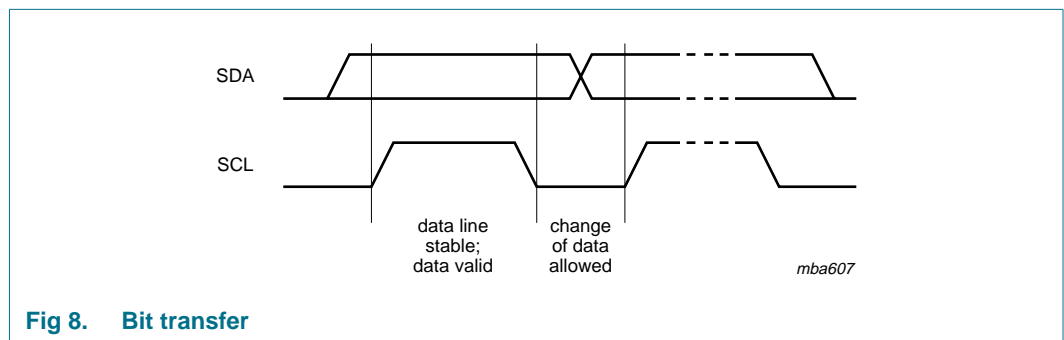 SDA
SCL
data line
stable;
data valid
change
of data
allowed
mba607
Fig 8. Bit transfer